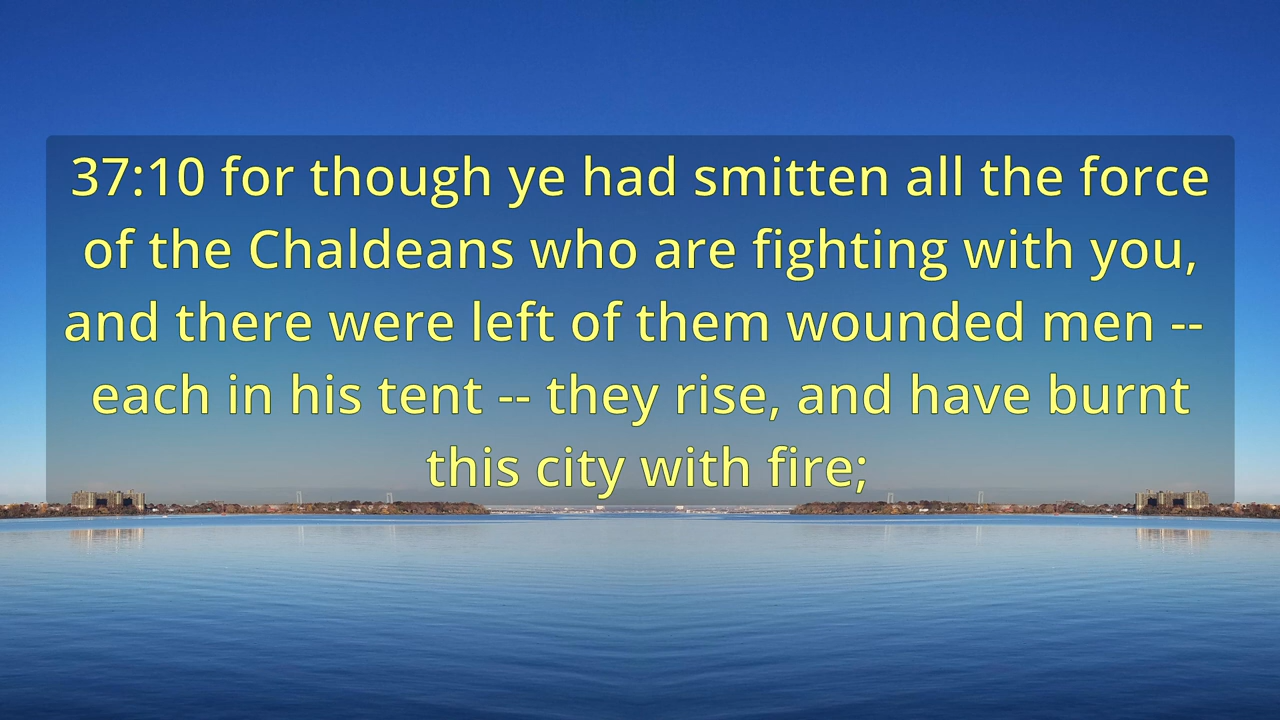 37:10 for though ye had smitten all the force
of the Chaldeans who are fighting with you,
and there were left of them wounded men --
each in his tent -- they rise, and have burnt
this city with fire;